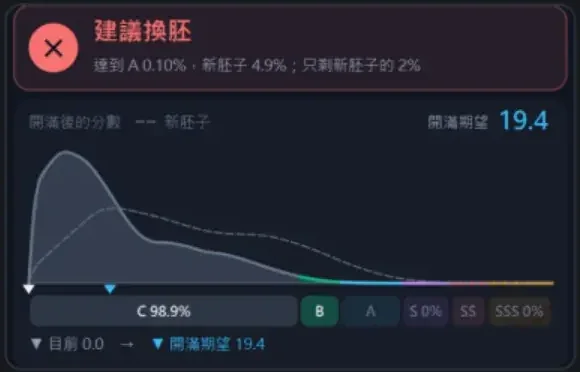 建議換胚
達到 A 0.10%，新胚子 4.9%；只剩新胚子的 2%
開滿後的分數 -- 新胚子
開滿期望 19.4
C 98.9% B A S 0% SS SSS 0%
▼ 目前 0.0 → ▼ 開滿期望 19.4